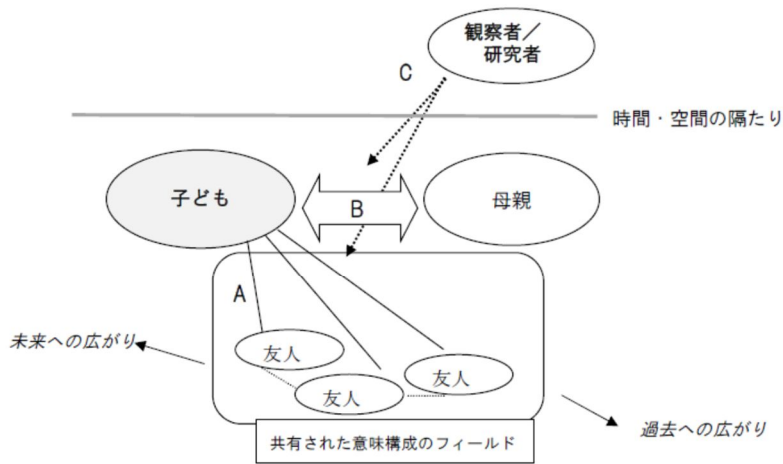 観察者／
研究者
C
時間・空間の隔たり
子ども
B
母親
A
未来への広がり
友人
友人
友人
過去への広がり
共有された意味構成のフィールド